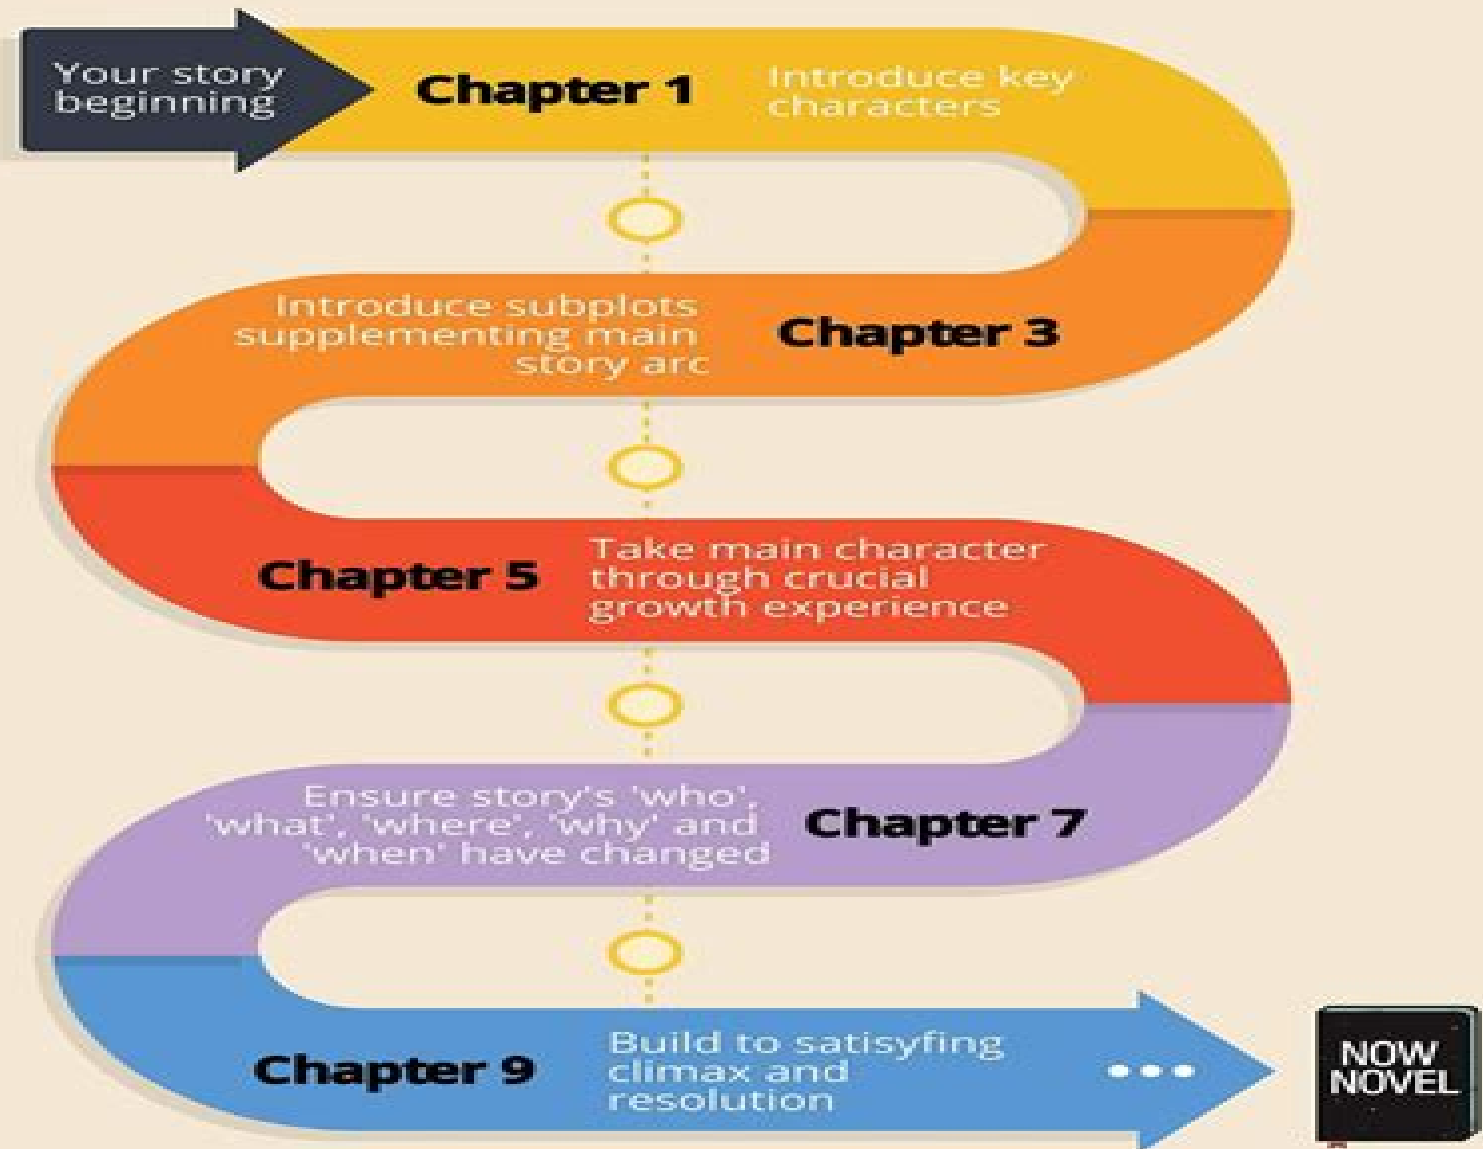 Your story
beginning
Chapter 1
Introduce key
characters
Introduce subplots
supplementing main
story arc
Chapter 3
Chapter 5
Take main character
through crucial
growth experience
Ensure story's 'who',
'what', 'where', 'why' and
'when' have changed
Chapter 7
Chapter 9
Build to satisyfing
climax and
resolution
NOW
NOVEL